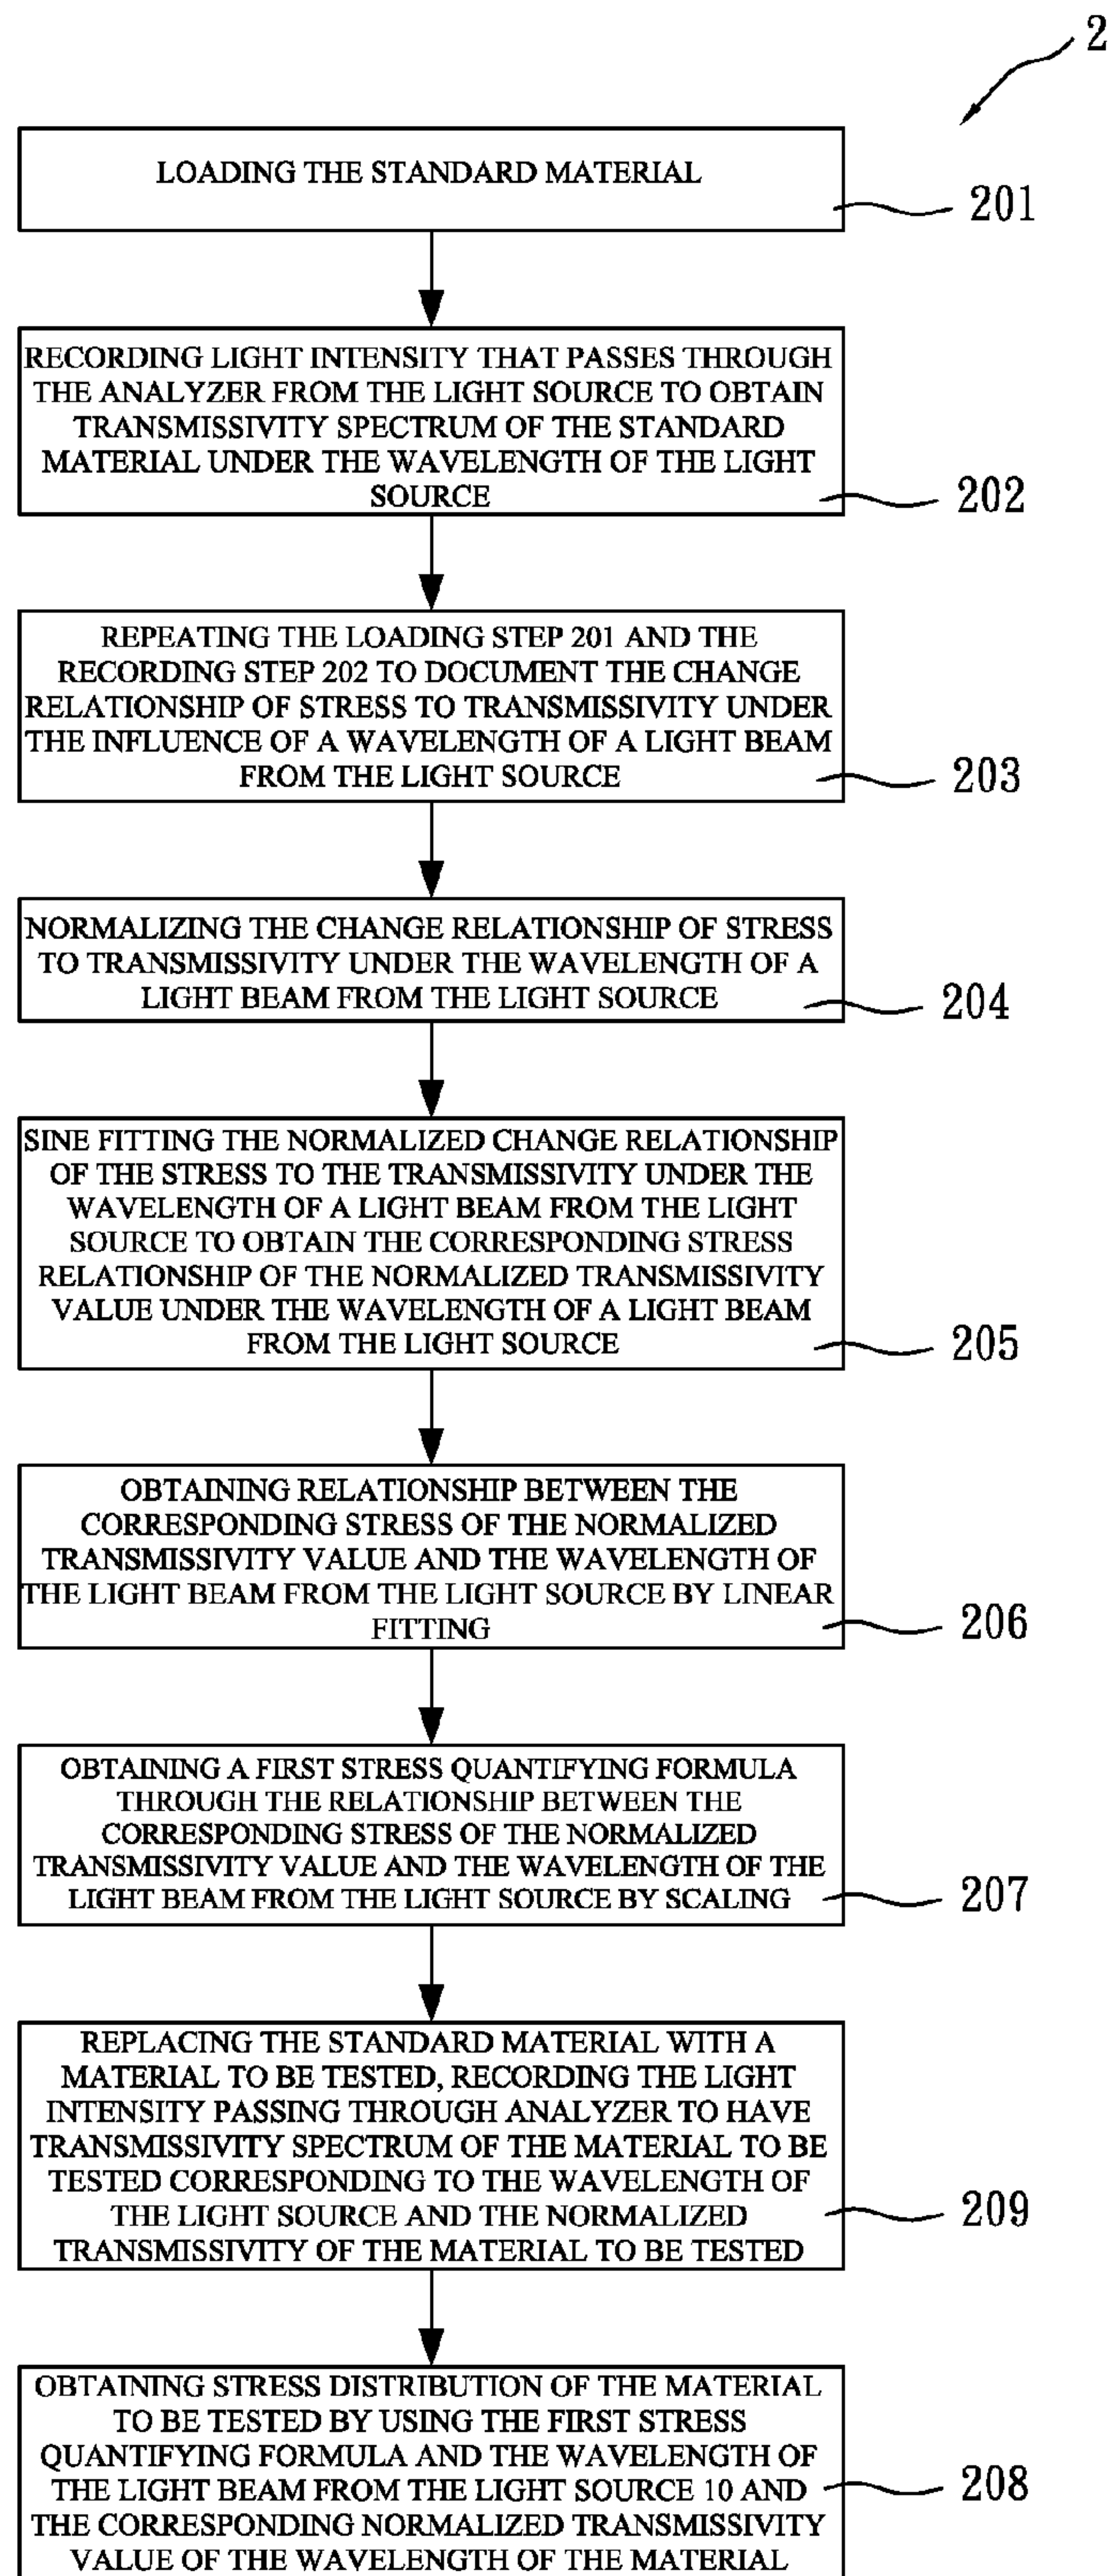 2
LOADING THE STANDARD MATERIAL
201
RECORDING LIGHT INTENSITY THAT PASSES THROUGH
THE ANALYZER FROM THE LIGHT SOURCE TO OBTAIN
TRANSMISSIVITY SPECTRUM OF THE STANDARD
MATERIAL UNDER THE WAVELENGTH OF THE LIGHT
SOURCE
202
REPEATING THE LOADING STEP 201 AND THE
RECORDING STEP 202 TO DOCUMENT THE CHANGE
RELATIONSHIP OF STRESS TO TRANSMISSIVITY UNDER
THE INFLUENCE OF A WAVELENGTH OF A LIGHT BEAM
FROM THE LIGHT SOURCE
203
NORMALIZING THE CHANGE RELATIONSHIP OF STRESS
TO TRANSMISSIVITY UNDER THE WAVELENGTH OF A
LIGHT BEAM FROM THE LIGHT SOURCE
204
SINE FITTING THE NORMALIZED CHANGE RELATIONSHIP
OF THE STRESS TO THE TRANSMISSIVITY UNDER THE
WAVELENGTH OF A LIGHT BEAM FROM THE LIGHT
SOURCE TO OBTAIN THE CORRESPONDING STRESS
RELATIONSHIP OF THE NORMALIZED TRANSMISSIVITY
VALUE UNDER THE WAVELENGTH OF A LIGHT BEAM
FROM THE LIGHT SOURCE
205
OBTAINING RELATIONSHIP BETWEEN THE
CORRESPONDING STRESS OF THE NORMALIZED
TRANSMISSIVITY VALUE AND THE WAVELENGTH OF
THE LIGHT BEAM FROM THE LIGHT SOURCE BY LINEAR
FITTING
206
OBTAINING A FIRST STRESS QUANTIFYING FORMULA
THROUGH THE RELATIONSHIP BETWEEN THE
CORRESPONDING STRESS OF THE NORMALIZED
TRANSMISSIVITY VALUE AND THE WAVELENGTH OF THE
LIGHT BEAM FROM THE LIGHT SOURCE BY SCALING
207
REPLACING THE STANDARD MATERIAL WITH A
MATERIAL TO BE TESTED, RECORDING THE LIGHT
INTENSITY PASSING THROUGH ANALYZER TO HAVE
TRANSMISSIVITY SPECTRUM OF THE MATERIAL TO BE
TESTED CORRESPONDING TO THE WAVELENGTH OF
THE LIGHT SOURCE AND THE NORMALIZED
TRANSMISSIVITY OF THE MATERIAL TO BE TESTED
209
OBTAINING STRESS DISTRIBUTION OF THE MATERIAL
TO BE TESTED BY USING THE FIRST STRESS
QUANTIFYING FORMULA AND THE WAVELENGTH OF
THE LIGHT BEAM FROM THE LIGHT SOURCE 10 AND
THE CORRESPONDING NORMALIZED TRANSMISSIVITY
VALUE OF THE WAVELENGTH OF THE MATERIAL
208